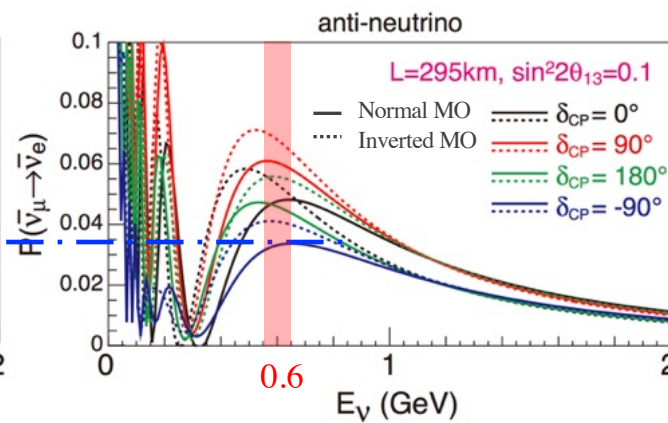 anti-neutrino
0.1
0.08
0.06
0.04
0.02
0
P(ν̄μ→ν̄e)
L=295km, sin²2θ₁₃=0.1
Normal MO
Inverted MO
δCP= 0°
δCP= 90°
δCP= 180°
δCP= -90°
2
0
0.6
1
2
Eν (GeV)